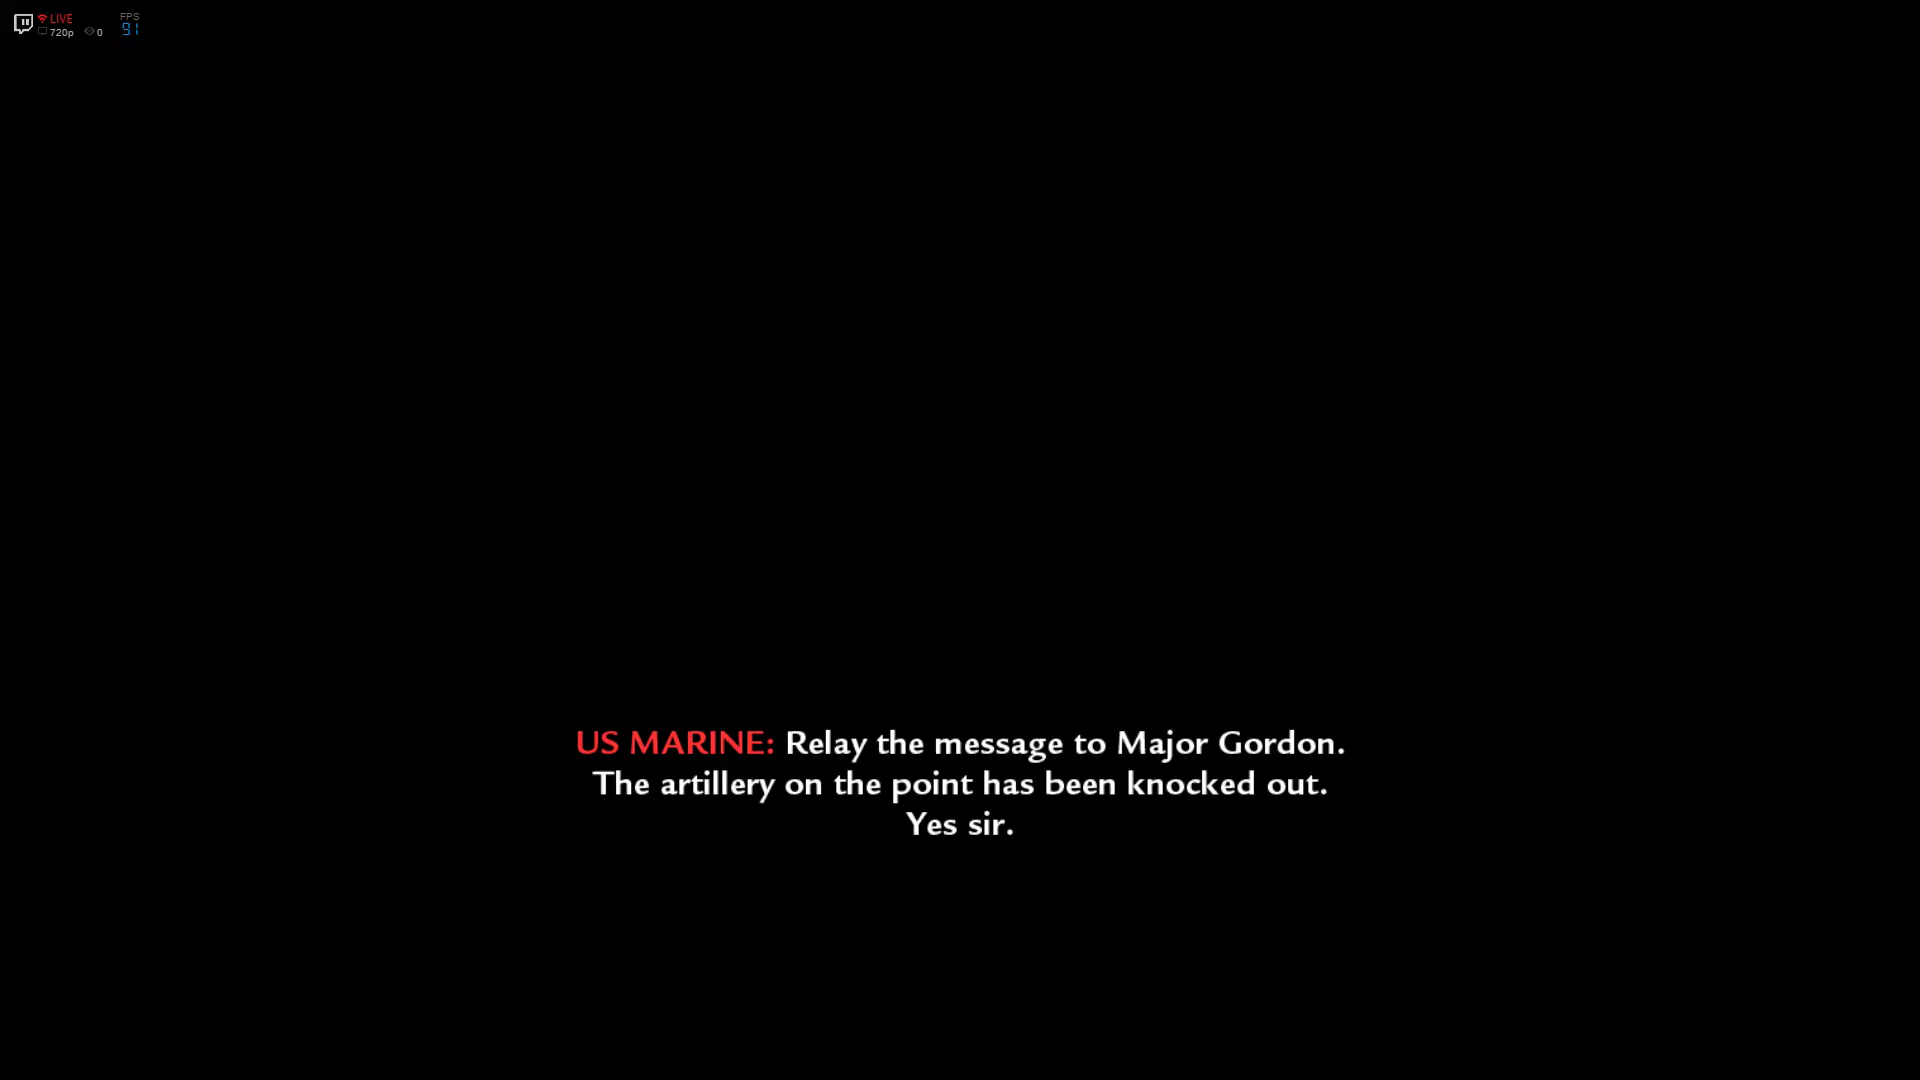 LIVE
720p 0
FPS
91
US MARINE: Relay the message to Major Gordon.
The artillery on the point has been knocked out.
Yes sir.